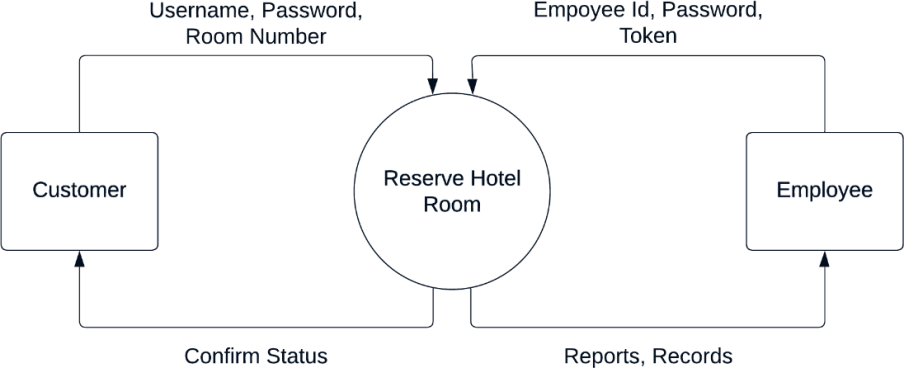 Username, Password,
Room Number
Empoyee Id, Password,
Token
Customer
Reserve Hotel
Room
Employee
Confirm Status
Reports, Records